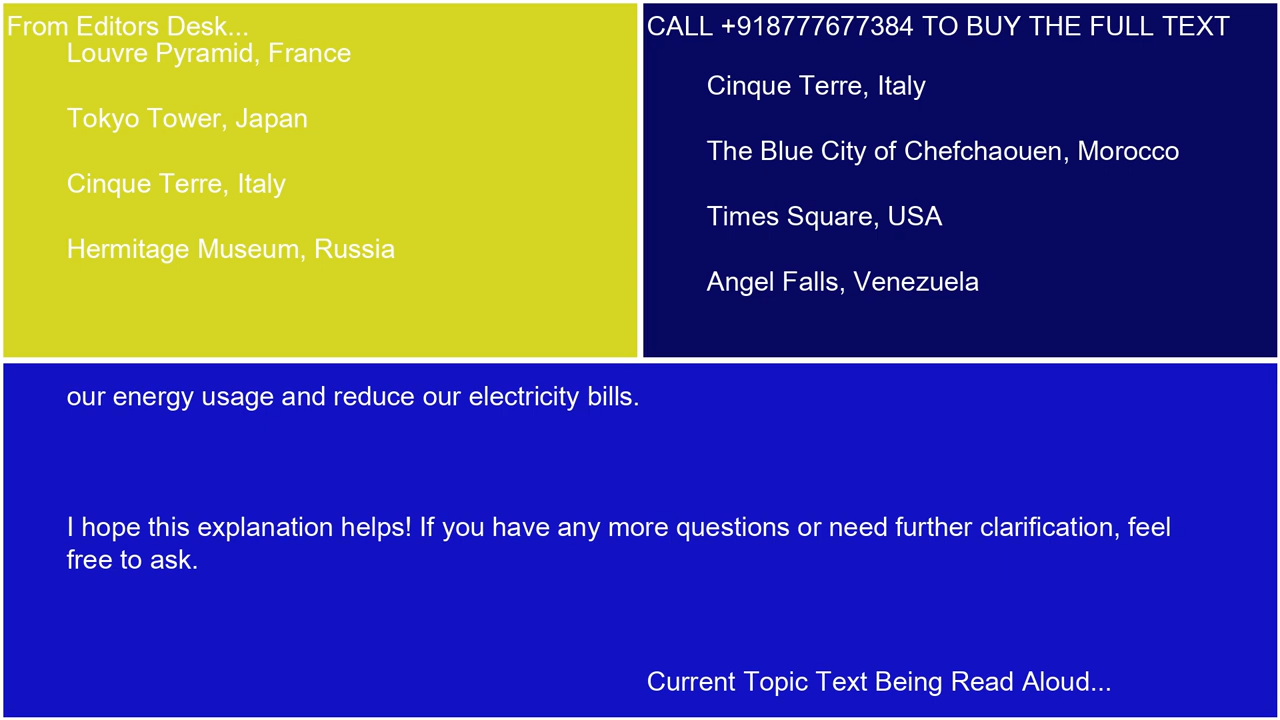 From Editors Desk...
Louvre Pyramid, France
Tokyo Tower, Japan
Cinque Terre, Italy
Hermitage Museum, Russia
CALL +918777677384 TO BUY THE FULL TEXT
Cinque Terre, Italy
The Blue City of Chefchaouen, Morocco
Times Square, USA
Angel Falls, Venezuela
our energy usage and reduce our electricity bills.
I hope this explanation helps! If you have any more questions or need further clarification, feel
free to ask.
Current Topic Text Being Read Aloud...